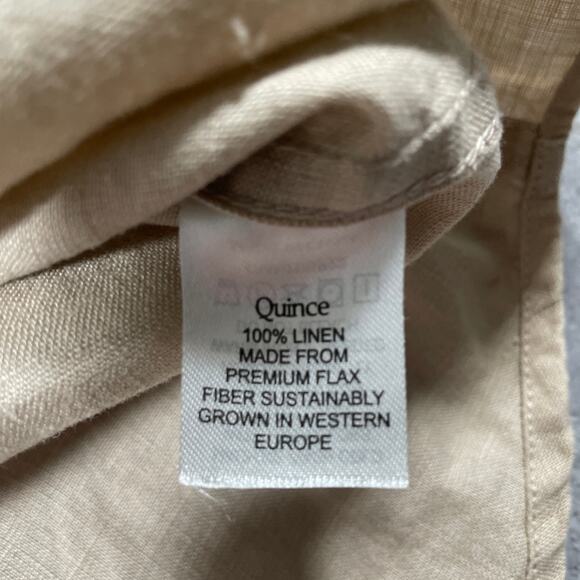 Quince
100% LINEN
MADE FROM
PREMIUM FLAX
FIBER SUSTAINABLY
GROWN IN WESTERN
EUROPE